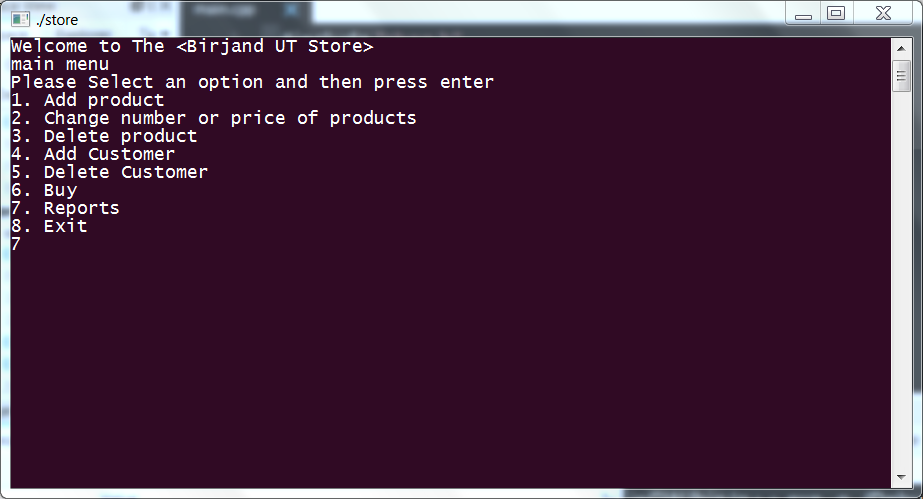 ./store
Welcome to The <Birjand UT Store>
main menu
Please Select an option and then press enter
1. Add product
2. Change number or price of products
3. Delete product
4. Add Customer
5. Delete Customer
6. Buy
7. Reports
8. Exit
7